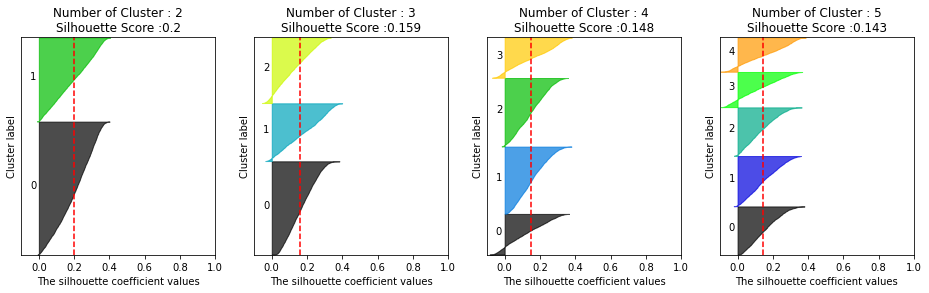 Number of Cluster : 2
Silhouette Score :0.2
1
0
Cluster label
0.0 0.2 0.4 0.6 0.8 1.0
The silhouette coefficient values
Number of Cluster : 3
Silhouette Score :0.159
2
1
0
Cluster label
0.0 0.2 0.4 0.6 0.8 1.0
The silhouette coefficient values
Number of Cluster : 4
Silhouette Score :0.148
3
2
1
0
Cluster label
0.0 0.2 0.4 0.6 0.8 1.0
The silhouette coefficient values
Number of Cluster : 5
Silhouette Score :0.143
4
3
2
1
0
Cluster label
0.0 0.2 0.4 0.6 0.8 1.0
The silhouette coefficient values